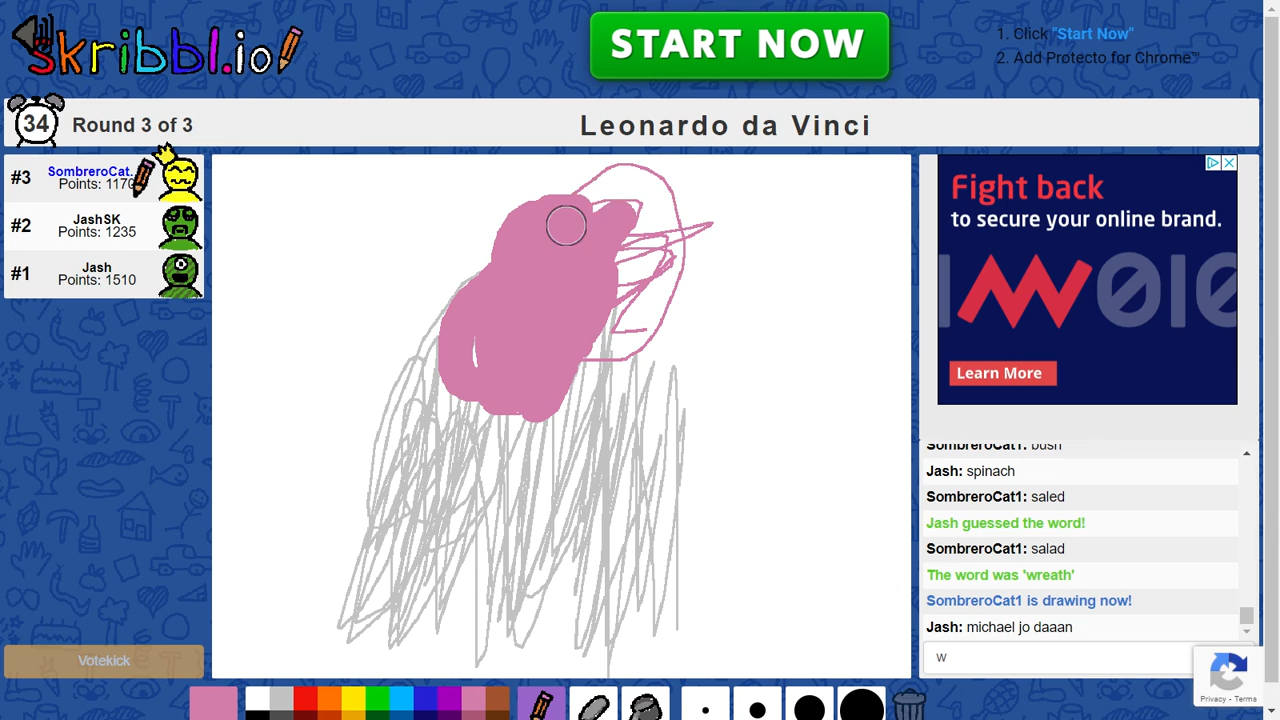 skribbl.io!
START NOW
1. Click "Start Now"
2. Add Protecto for Chrome™
34
Round 3 of 3
Leonardo da Vinci
#3
SombreroCat..
Points: 1170
#2
JashSK
Points: 1235
#1
Jash
Points: 1510
Votekick
Fight back
to secure your online brand.
Learn More
SombreroCat1: bush
Jash: spinach
SombreroCat1: saled
Jash guessed the word!
SombreroCat1: salad
The word was 'wreath'
SombreroCat1 is drawing now!
Jash: michael jo daaan
w
Privacy - Terms